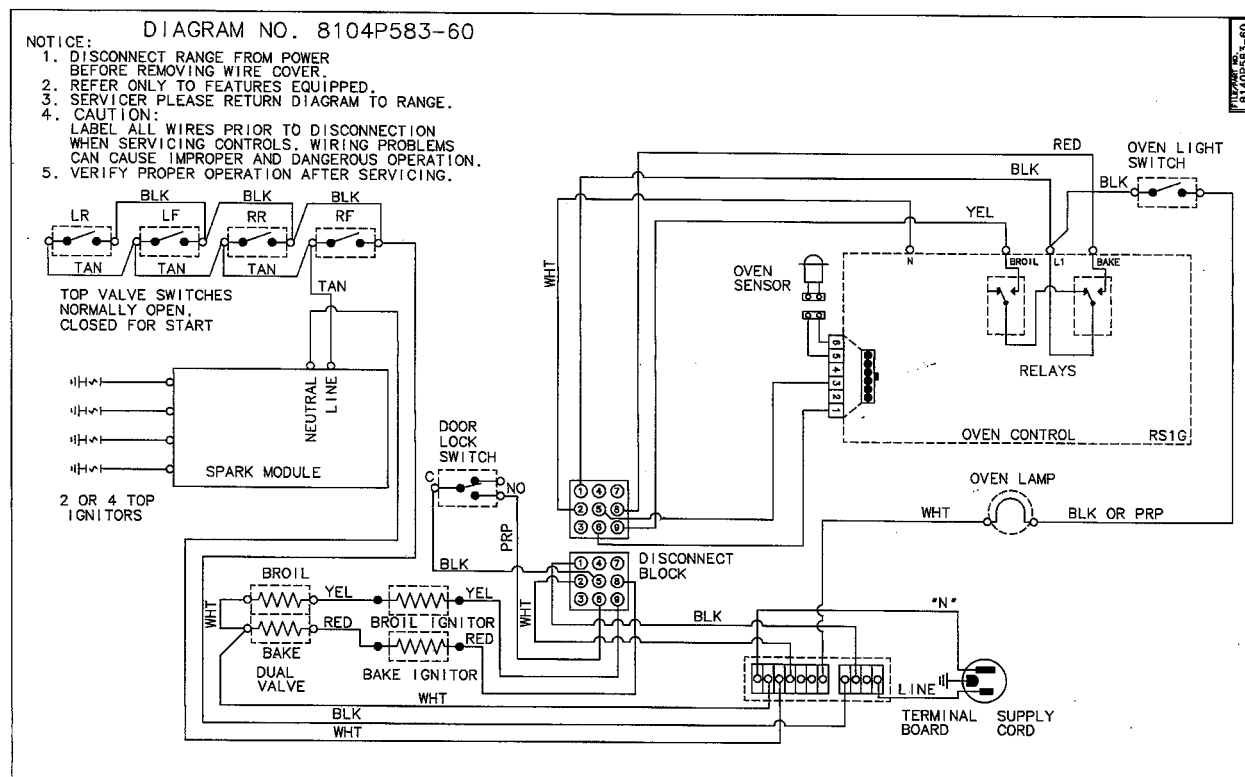 DIAGRAM NO. 8104P583-60
NOTICE:
1. DISCONNECT RANGE FROM POWER
BEFORE REMOVING WIRE COVER.
2. REFER ONLY TO FEATURES EQUIPPED.
3. SERVICER PLEASE RETURN DIAGRAM TO RANGE.
4. CAUTION:
LABEL ALL WIRES PRIOR TO DISCONNECTION
WHEN SERVICING CONTROLS. WIRING PROBLEMS
CAN CAUSE IMPROPER AND DANGEROUS OPERATION.
5. VERIFY PROPER OPERATION AFTER SERVICING.
FILE/PART NO.
8140P583-60
BLK BLK BLK
LR LF RR RF
TAN TAN TAN
TAN
TOP VALVE SWITCHES
NORMALLY OPEN,
CLOSED FOR START
NEUTRAL
LINE
SPARK MODULE
2 OR 4 TOP
IGNITORS
RED
BLK
YEL
WHT
OVEN LIGHT
SWITCH
BLK
OVEN
SENSOR
N BROIL L1 BAKE
RELAYS
6
5
4
3
2
1
OVEN CONTROL RS1G
DOOR
LOCK
SWITCH
C
NO
PRP
BLK
OVEN LAMP
WHT
BLK OR PRP
1 4 7
2 5 8
3 6 9
DISCONNECT
BLOCK
1 4 7
2 5 8
3 6 9
WHT
BLK
BROIL
YEL
YEL
BROIL IGNITOR
WHT
RED
RED
BAKE
BAKE IGNITOR
DUAL
VALVE
WHT
BLK
WHT
"N"
LINE
TERMINAL
BOARD
SUPPLY
CORD